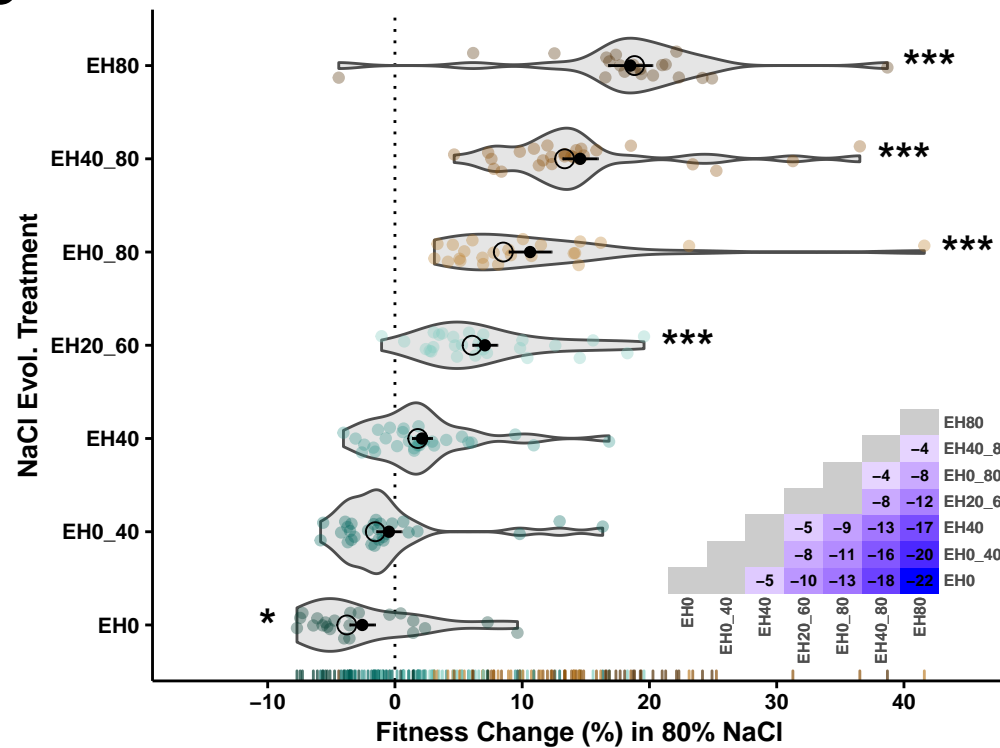 EH80
***
EH40_80
***
EH0_80
***
EH20_60
***
EH40
EH0_40
EH0
*
NaCl Evol. Treatment
EH80
−4 EH40_8
−4 −8 EH0_80
−8 −12 EH20_6
−5 −9 −13 −17 EH40
−8 −11 −16 −20 EH0_40
−5 −10 −13 −18 −22 EH0
EH0 EH0_40 EH40 EH20_60 EH0_80 EH40_80 EH80
−10 0 10 20 30 40
Fitness Change (%) in 80% NaCl